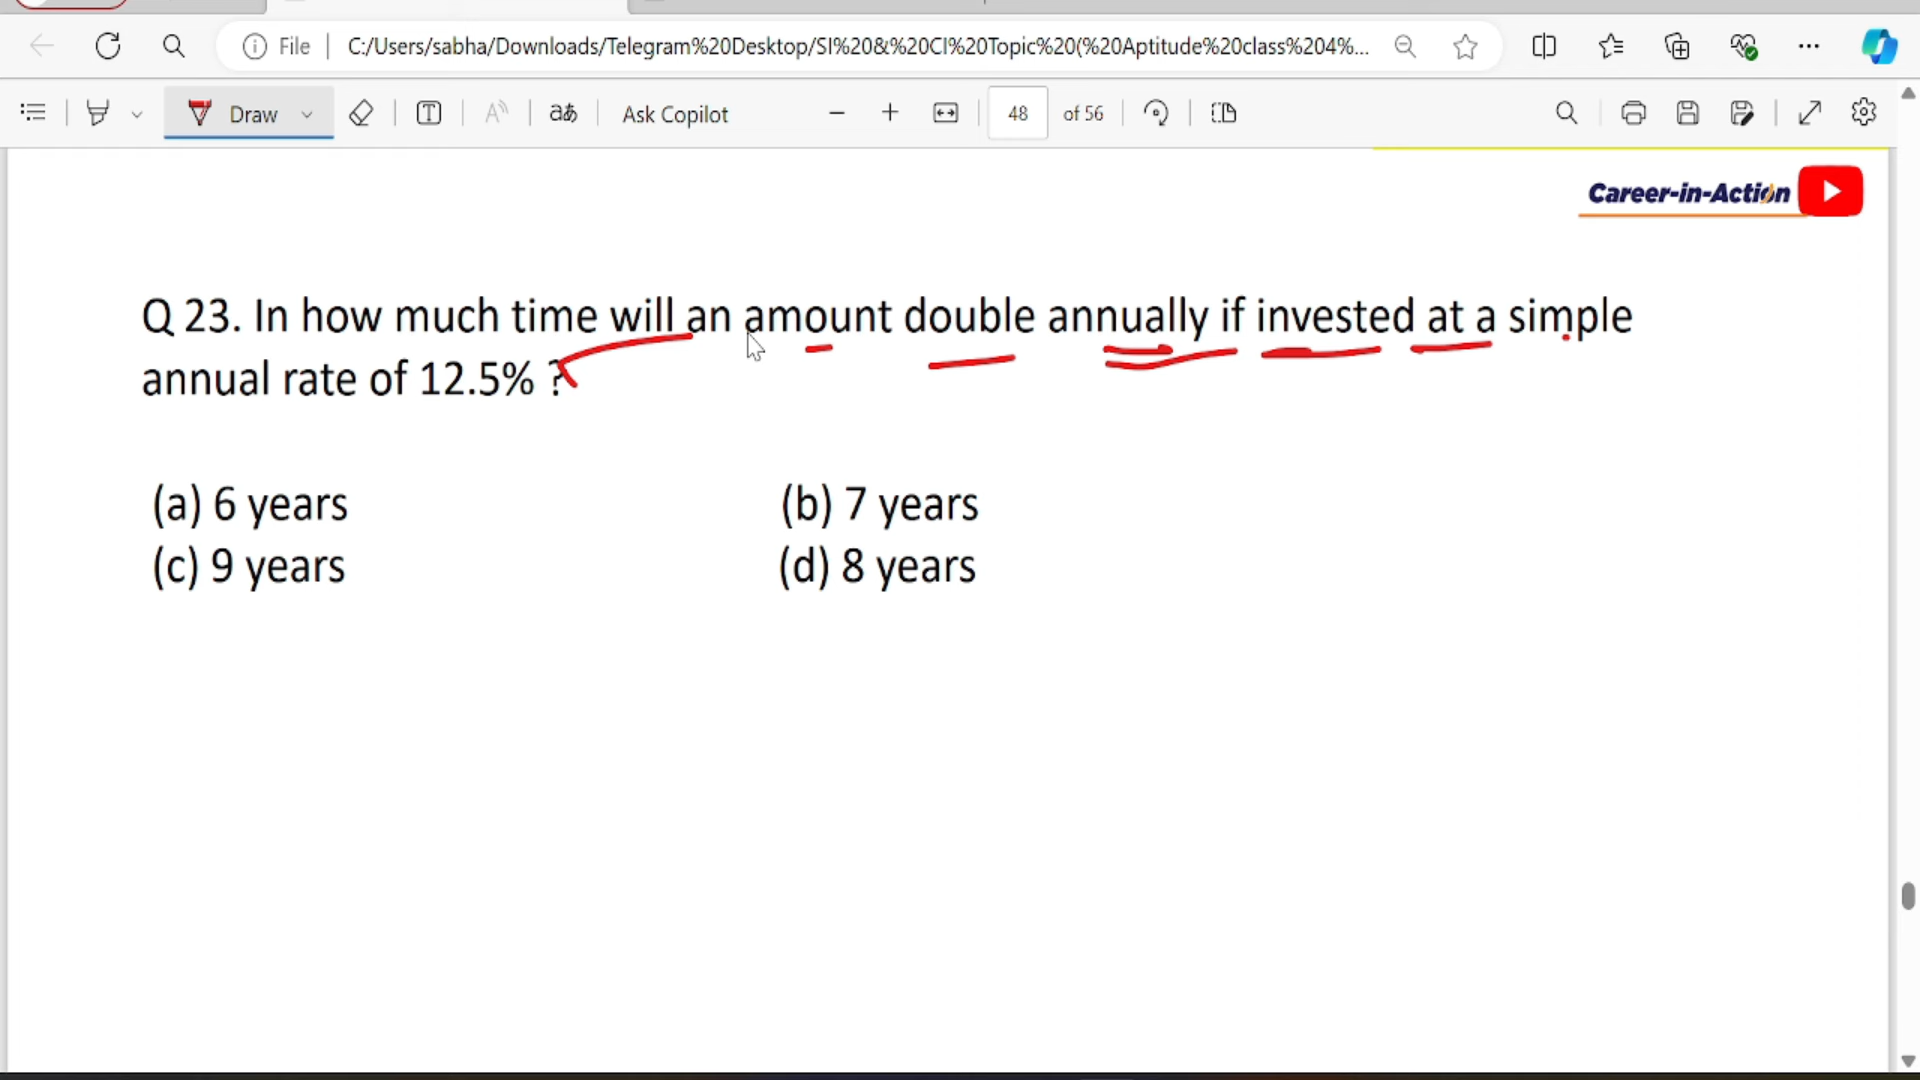 File
C:/Users/sabha/Downloads/Telegram%20Desktop/SI%20&%20CI%20Topic%20(%20Aptitude%20class%204%...
Draw
T
A
aあ
Ask Copilot
48
of 56
Career-in-Action
Q 23. In how much time will an amount double annually if invested at a simple
annual rate of 12.5% ?
(a) 6 years
(b) 7 years
(c) 9 years
(d) 8 years